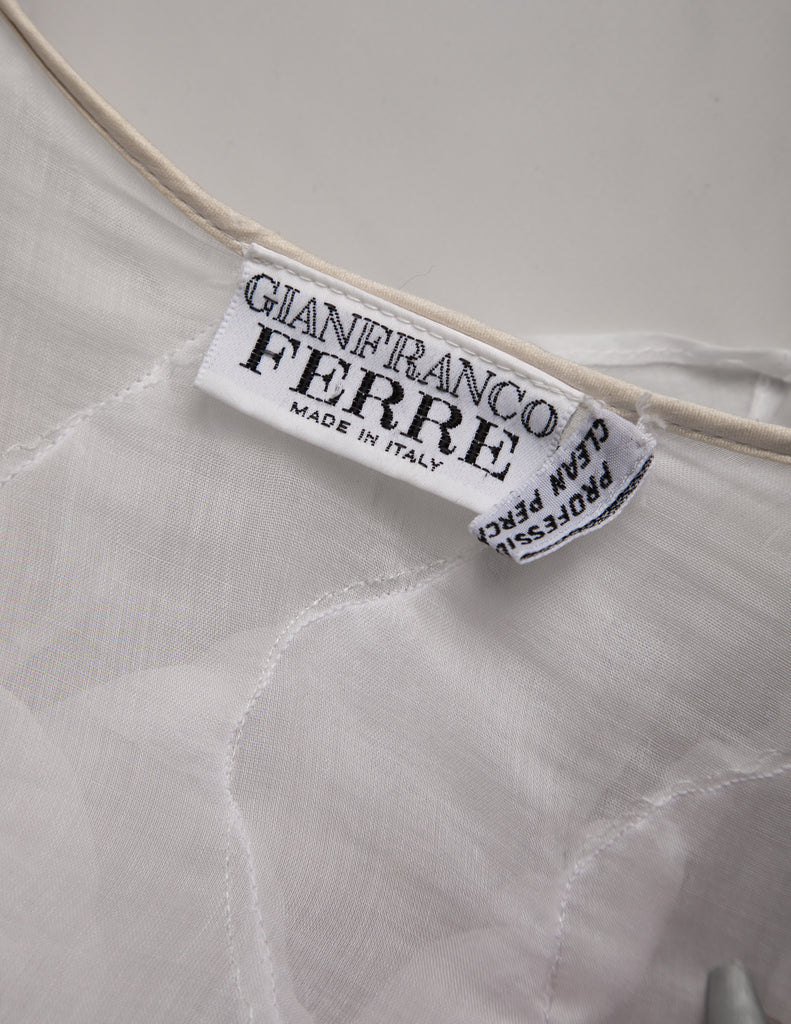 GIANFRANCO
FERRE
MADE IN ITALY
CLEAN
PROFESSI